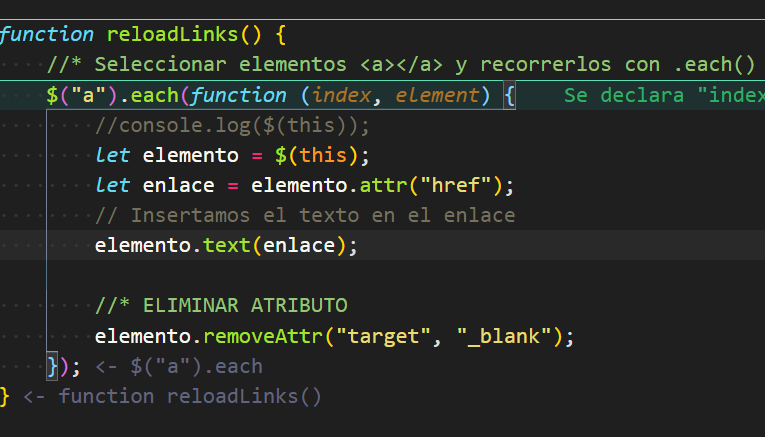 function reloadLinks() {
//* Seleccionar elementos <a></a> y recorrerlos con .each()
$("a").each(function (index, element) { Se declara "index
//console.log($(this));
let elemento = $(this);
let enlace = elemento.attr("href");
// Insertamos el texto en el enlace
elemento.text(enlace);
//* ELIMINAR ATRIBUTO
elemento.removeAttr("target", "_blank");
}); <- $("a").each
} <- function reloadLinks()